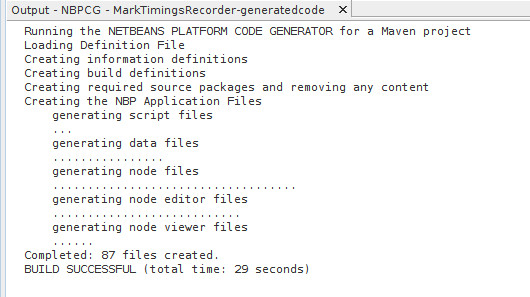 Output - NBPCG - MarkTimingsRecorder-generatedcode x
Running the NETBEANS PLATFORM CODE GENERATOR for a Maven project
Loading Definition File
Creating information definitions
Creating build definitions
Creating required source packages and removing any content
Creating the NBP Application Files
generating script files
...
generating data files
................
generating node files
...................................
generating node editor files
...........................
generating node viewer files
......
Completed: 87 files created.
BUILD SUCCESSFUL (total time: 29 seconds)